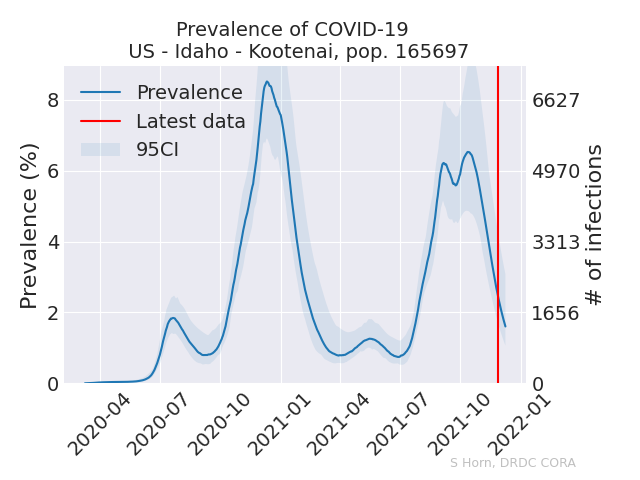 Prevalence of COVID-19
US - Idaho - Kootenai, pop. 165697
Prevalence
Latest data
95CI
Prevalence (%)
8
6
4
2
0
6627
4970
3313
1656
0
# of infections
2020-04
2020-07
2020-10
2021-01
2021-04
2021-07
2021-10
2022-01
S Horn, DRDC CORA